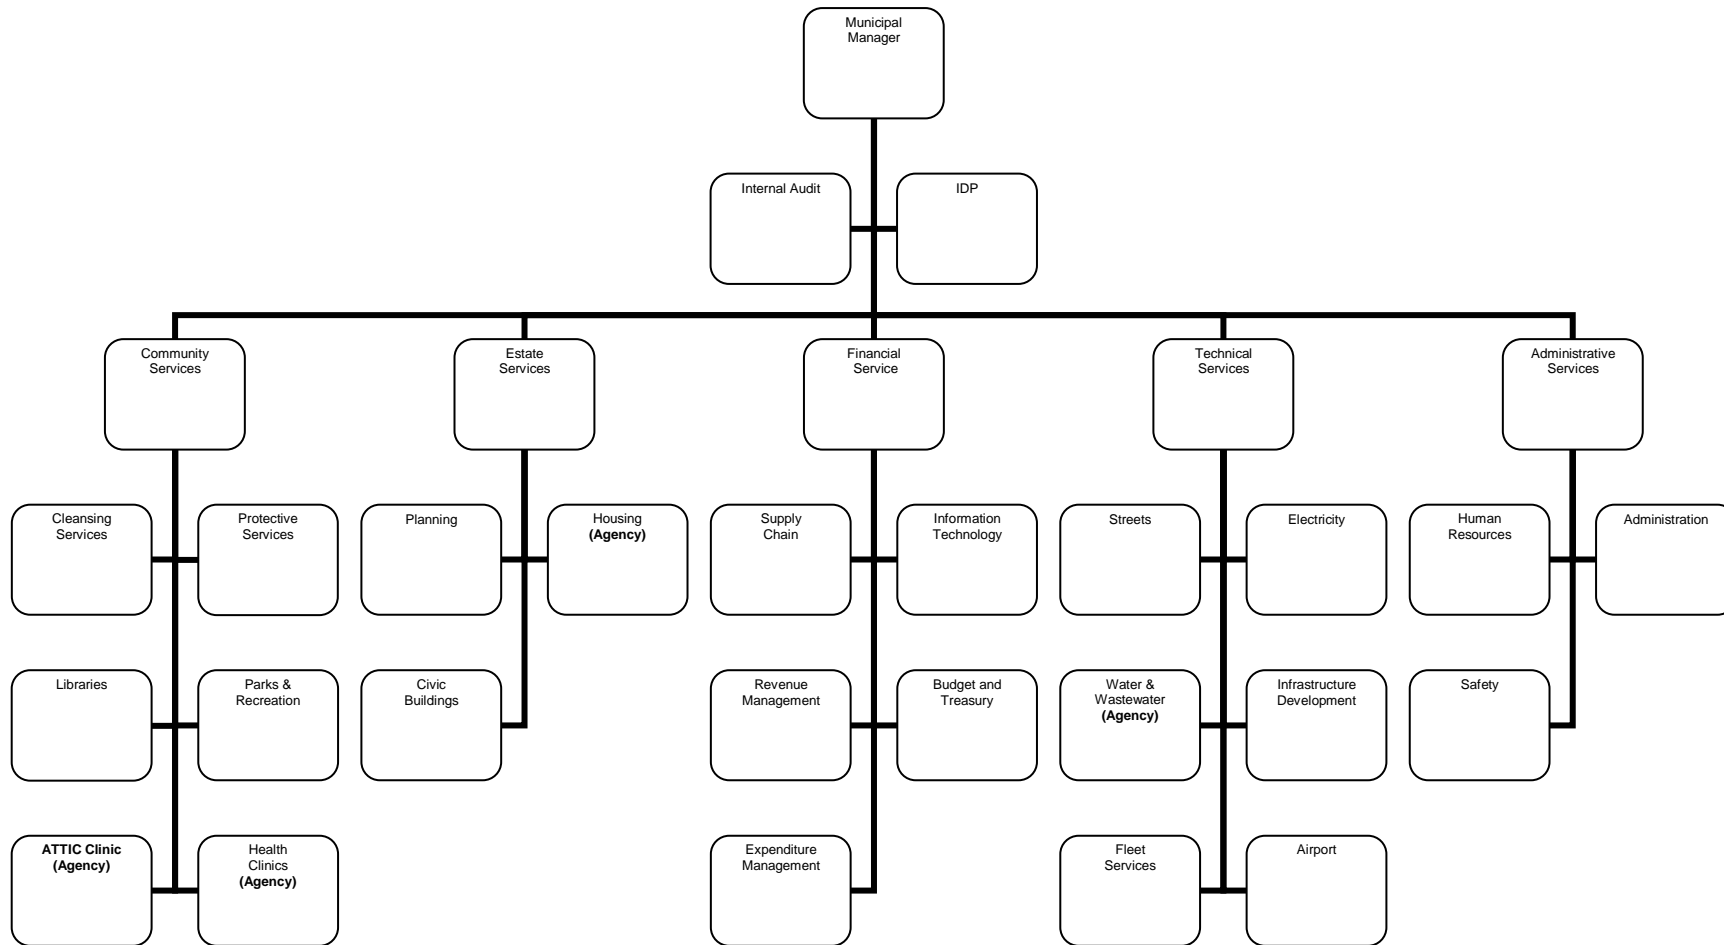 Municipal
Manager
Internal Audit
IDP
Community
Services
Estate
Services
Financial
Service
Technical
Services
Administrative
Services
Cleansing
Services
Protective
Services
Planning
Housing
(Agency)
Supply
Chain
Information
Technology
Streets
Electricity
Human
Resources
Administration
Libraries
Parks &
Recreation
Civic
Buildings
Revenue
Management
Budget and
Treasury
Water &
Wastewater
(Agency)
Infrastructure
Development
Safety
ATTIC Clinic
(Agency)
Health
Clinics
(Agency)
Expenditure
Management
Fleet
Services
Airport